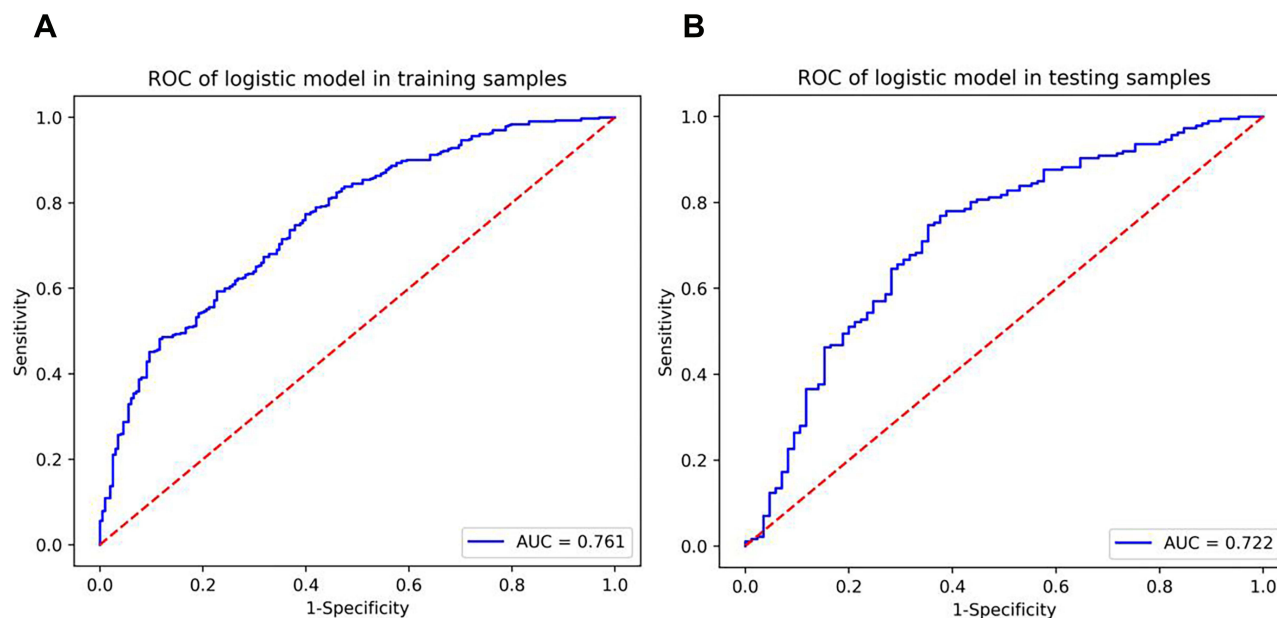 A
ROC of logistic model in training samples
1.0
0.8
0.6
0.4
0.2
0.0
Sensitivity
0.0 0.2 0.4 0.6 0.8 1.0
1-Specificity
AUC = 0.761
B
ROC of logistic model in testing samples
1.0
0.8
0.6
0.4
0.2
0.0
Sensitivity
0.0 0.2 0.4 0.6 0.8 1.0
1-Specificity
AUC = 0.722